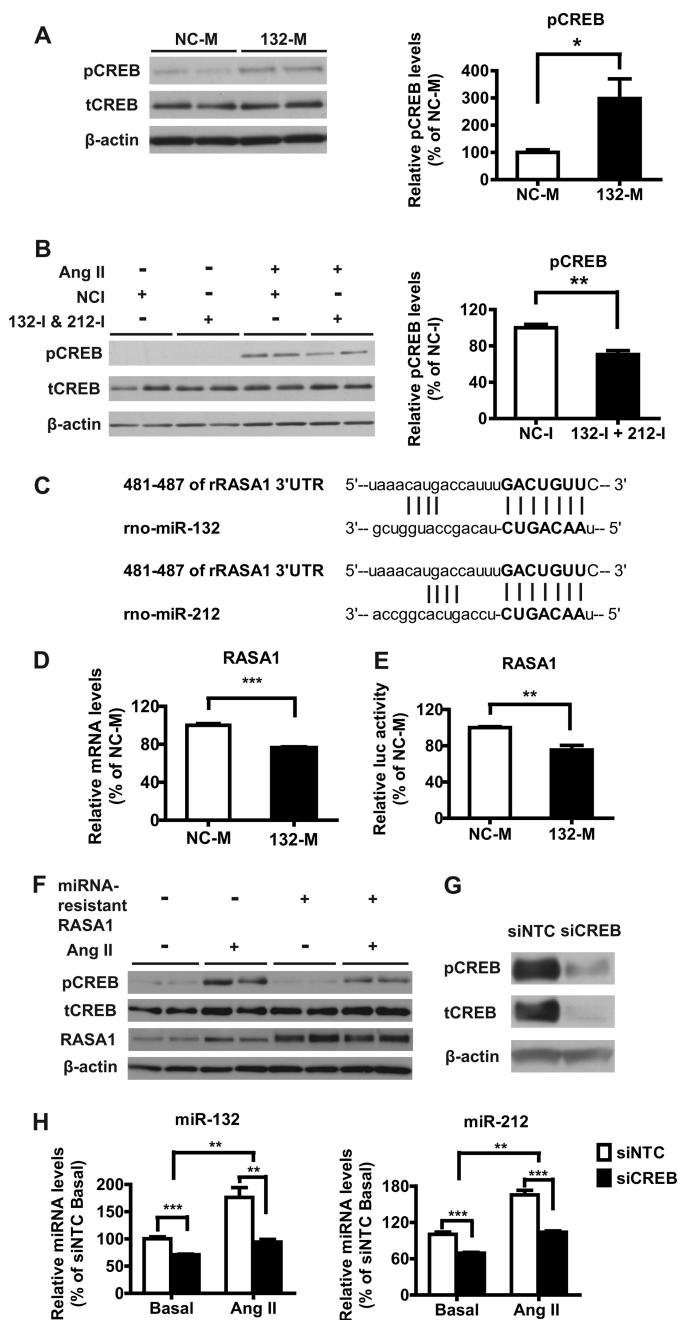 A
NC-M 132-M
pCREB
tCREB
β-actin
pCREB
Relative pCREB levels
(% of NC-M)
400
300
200
100
0
*
NC-M 132-M
B
Ang II - - + +
NCI + - + -
132-I & 212-I - + - +
pCREB
tCREB
β-actin
pCREB
Relative pCREB levels
(% of NC-I)
120
80
40
0
**
NC-I 132-I + 212-I
C
481-487 of rRASA1 3'UTR 5'--uaaacaugaccauuuGACUGUUC-- 3'
rno-miR-132 3'-- gcugguaccgacau-CUGACAAu-- 5'
481-487 of rRASA1 3'UTR 5'--uaaacaugaccauuuGACUGUUC-- 3'
rno-miR-212 3'-- accggcacugaccu-CUGACAAu-- 5'
D
RASA1
Relative mRNA levels
(% of NC-M)
120
80
40
0
***
NC-M 132-M
E
RASA1
Relative luc activity
(% of NC-M)
120
80
40
0
**
NC-M 132-M
F
miRNA-
resistant
RASA1 - - + +
Ang II - + - +
pCREB
tCREB
RASA1
β-actin
G
siNTC siCREB
pCREB
tCREB
β-actin
H
miR-132
Relative miRNA levels
(% of siNTC Basal)
200
150
100
50
0
**
***
**
Basal Ang II
miR-212
Relative miRNA levels
(% of siNTC Basal)
180
120
60
0
**
***
***
Basal Ang II
siNTC
siCREB